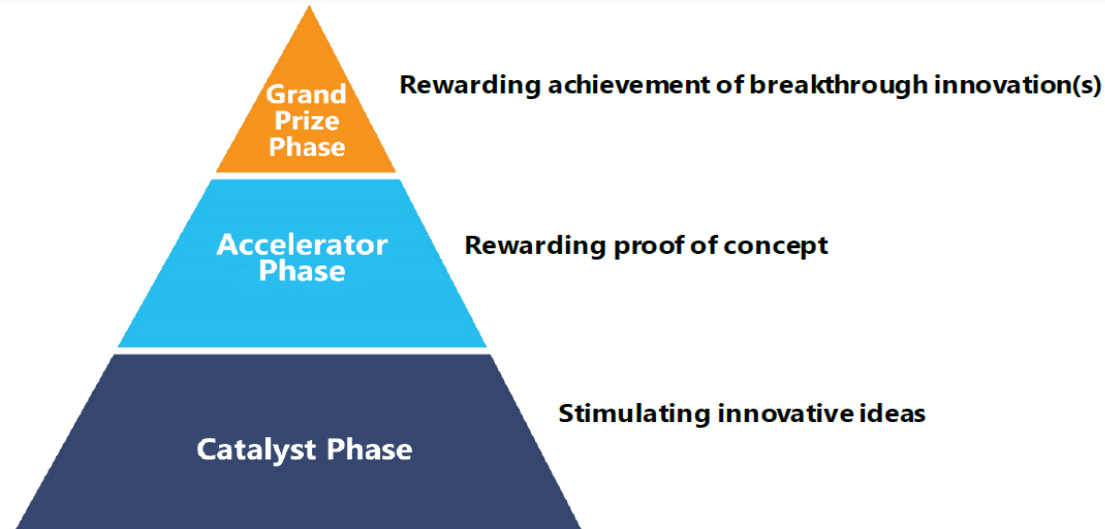 Grand
Prize
Phase
Rewarding achievement of breakthrough innovation(s)
Accelerator
Phase
Rewarding proof of concept
Stimulating innovative ideas
Catalyst Phase